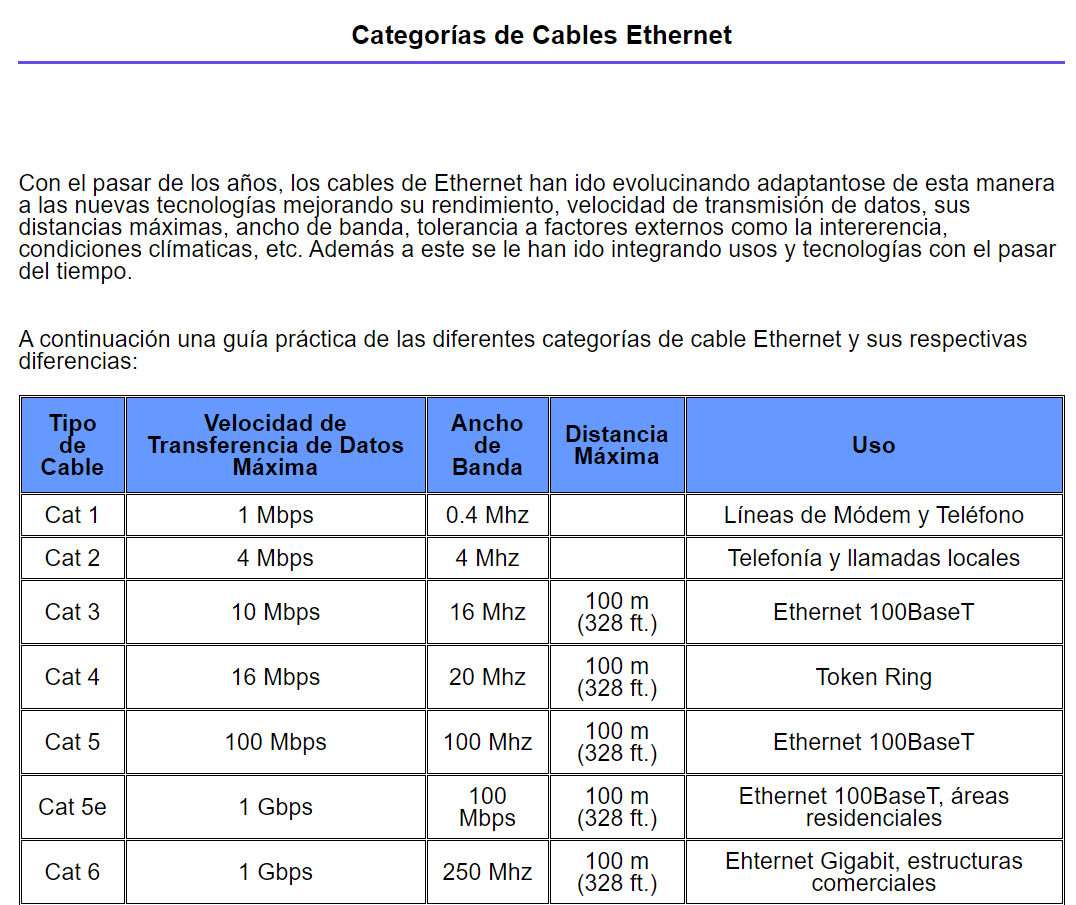 Categorías de Cables Ethernet
Con el pasar de los años, los cables de Ethernet han ido evolucinando adaptantose de esta manera
a las nuevas tecnologías mejorando su rendimiento, velocidad de transmisión de datos, sus
distancias máximas, ancho de banda, tolerancia a factores externos como la intererencia,
condiciones clímaticas, etc. Además a este se le han ido integrando usos y tecnologías con el pasar
del tiempo.
A continuación una guía práctica de las diferentes categorías de cable Ethernet y sus respectivas
diferencias:
Tipo de Cable | Velocidad de Transferencia de Datos Máxima | Ancho de Banda | Distancia Máxima | Uso
Cat 1 | 1 Mbps | 0.4 Mhz | | Líneas de Módem y Teléfono
Cat 2 | 4 Mbps | 4 Mhz | | Telefonía y llamadas locales
Cat 3 | 10 Mbps | 16 Mhz | 100 m (328 ft.) | Ethernet 100BaseT
Cat 4 | 16 Mbps | 20 Mhz | 100 m (328 ft.) | Token Ring
Cat 5 | 100 Mbps | 100 Mhz | 100 m (328 ft.) | Ethernet 100BaseT
Cat 5e | 1 Gbps | 100 Mbps | 100 m (328 ft.) | Ethernet 100BaseT, áreas residenciales
Cat 6 | 1 Gbps | 250 Mhz | 100 m (328 ft.) | Ehternet Gigabit, estructuras comerciales